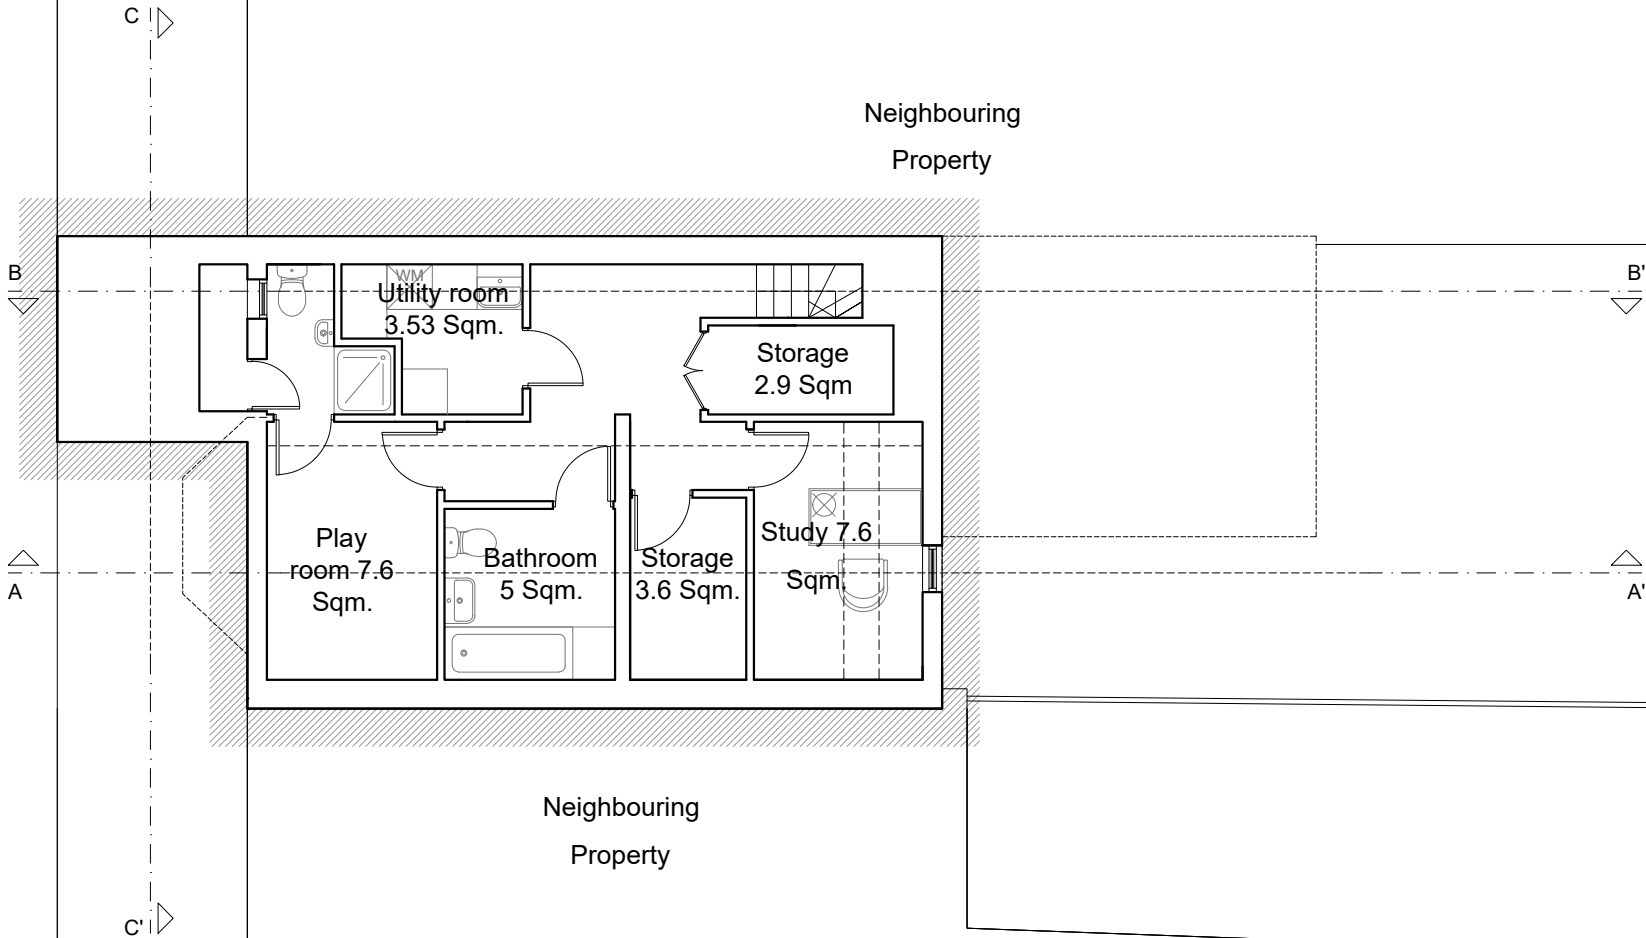 C
Neighbouring
Property
B
B'
WM
Utility room
3.53 Sqm.
Storage
2.9 Sqm
Play
room 7.6
Sqm.
Bathroom
5 Sqm.
Storage
3.6 Sqm.
Study 7.6
Sqm.
A
A'
Neighbouring
Property
C'